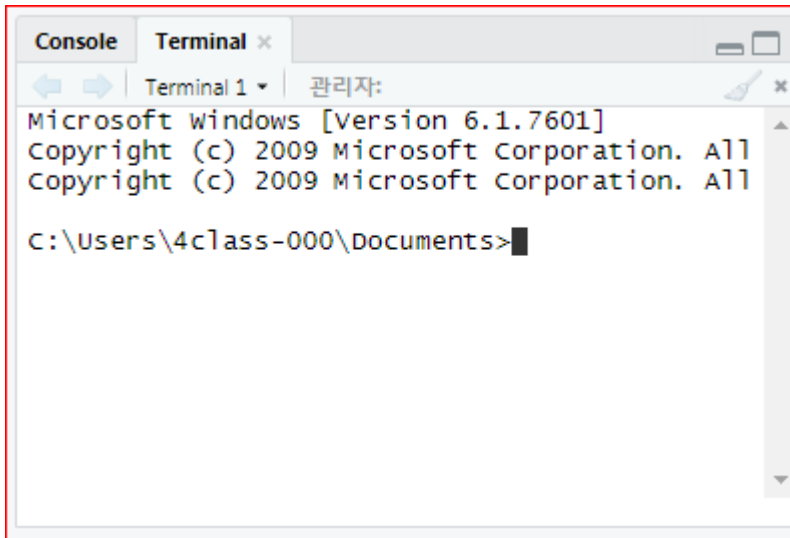 Console Terminal
Terminal 1 관리자:
Microsoft Windows [Version 6.1.7601]
Copyright (c) 2009 Microsoft Corporation. All
Copyright (c) 2009 Microsoft Corporation. All
C:\Users\4class-000\Documents>